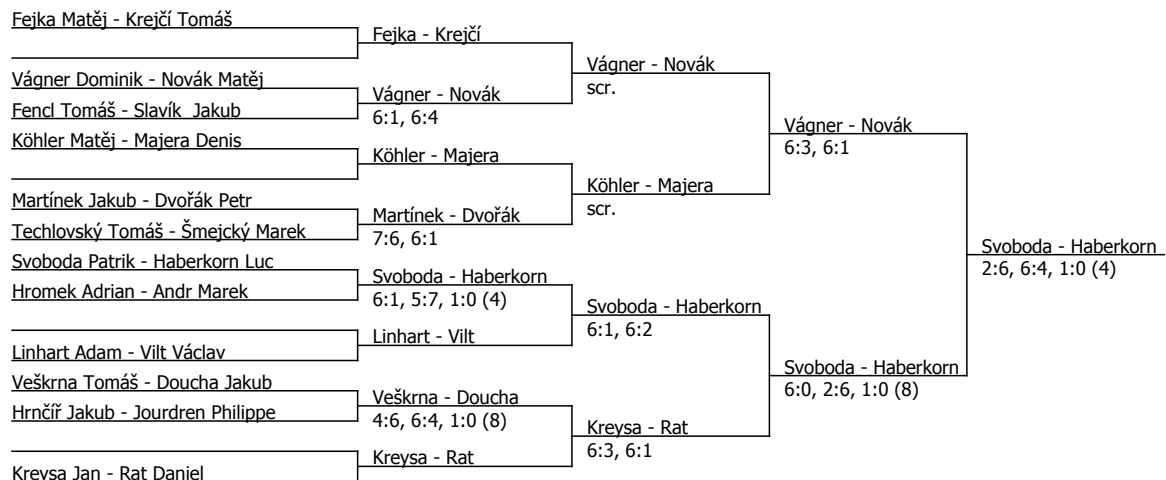 Fejka Matěj - Krejčí Tomáš
Fejka - Krejčí
Vágner - Novák
scr.
Vágner Dominik - Novák Matěj
Vágner - Novák
6:1, 6:4
Fencl Tomáš - Slavík  Jakub
Vágner - Novák
6:3, 6:1
Köhler Matěj - Majera Denis
Köhler - Majera
Köhler - Majera
scr.
Martínek Jakub - Dvořák Petr
Martínek - Dvořák
7:6, 6:1
Techlovský Tomáš - Šmejcký Marek
Svoboda - Haberkorn
2:6, 6:4, 1:0 (4)
Svoboda Patrik - Haberkorn Luc
Svoboda - Haberkorn
6:1, 5:7, 1:0 (4)
Hromek Adrian - Andr Marek
Svoboda - Haberkorn
6:1, 6:2
Linhart - Vilt
Linhart Adam - Vilt Václav
Svoboda - Haberkorn
6:0, 2:6, 1:0 (8)
Veškrna Tomáš - Doucha Jakub
Veškrna - Doucha
4:6, 6:4, 1:0 (8)
Hrnčíř Jakub - Jourdren Philippe
Kreysa - Rat
6:3, 6:1
Kreysa - Rat
Kreysa Jan - Rat Daniel